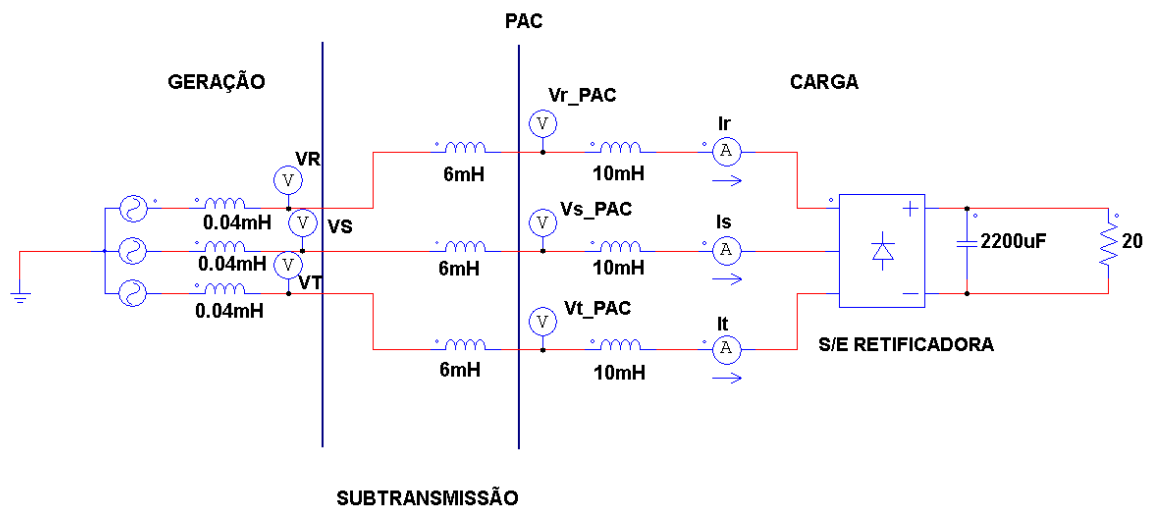 PAC
GERAÇÃO
CARGA
Vr_PAC
V
Ir
A
6mH
10mH
VR
V
0.04mH
V
VS
Vs_PAC
V
Is
A
0.04mH
6mH
10mH
V
VT
0.04mH
+
−
2200uF
20
Vt_PAC
V
It
A
6mH
10mH
S/E RETIFICADORA
SUBTRANSMISSÃO